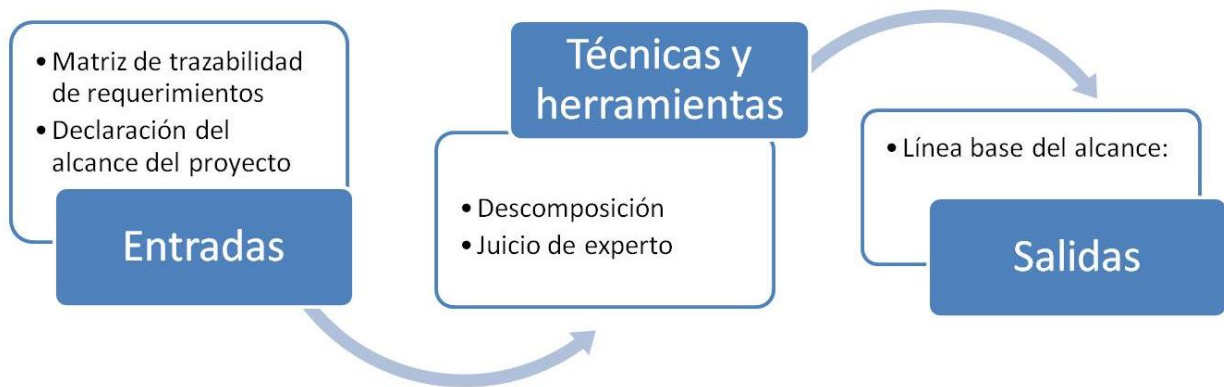 • Matriz de trazabilidad
de requerimientos
• Declaración del
alcance del proyecto
Entradas
Técnicas y
herramientas
• Descomposición
• Juicio de experto
• Línea base del alcance:
Salidas